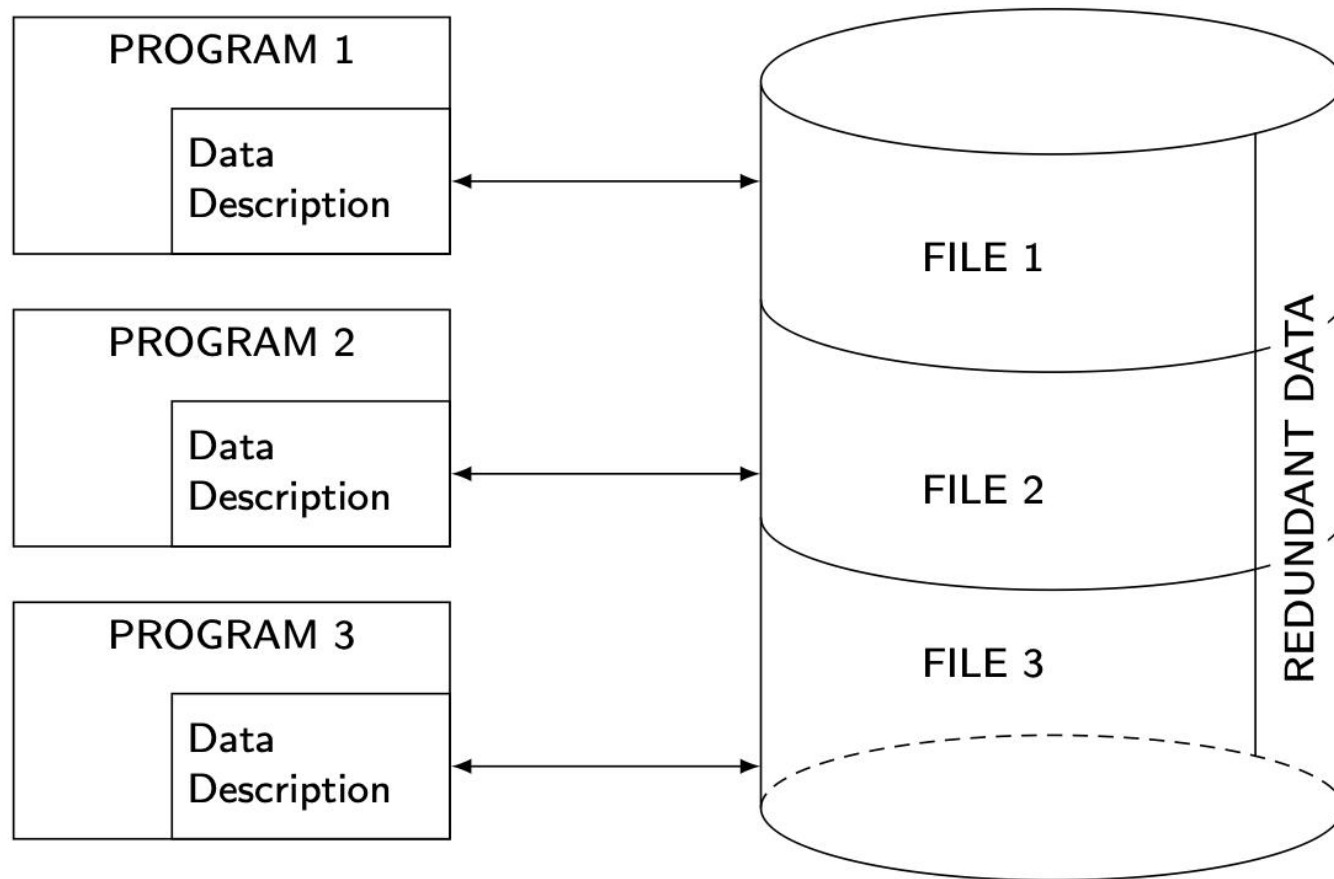 PROGRAM 1
Data
Description
PROGRAM 2
Data
Description
PROGRAM 3
Data
Description
FILE 1
FILE 2
FILE 3
REDUNDANT DATA